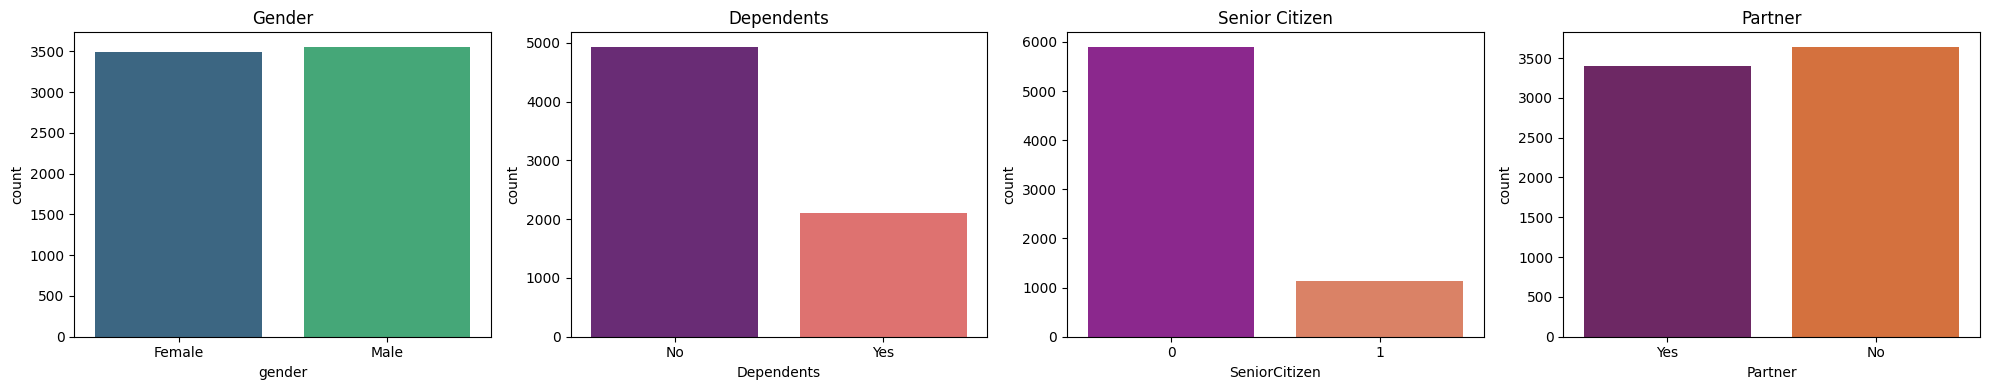 Gender
Dependents
Senior Citizen
Partner
count
3500
3000
2500
2000
1500
1000
500
0
Female
Male
gender
count
5000
4000
3000
2000
1000
0
No
Yes
Dependents
count
6000
5000
4000
3000
2000
1000
0
0
1
SeniorCitizen
count
3500
3000
2500
2000
1500
1000
500
0
Yes
No
Partner